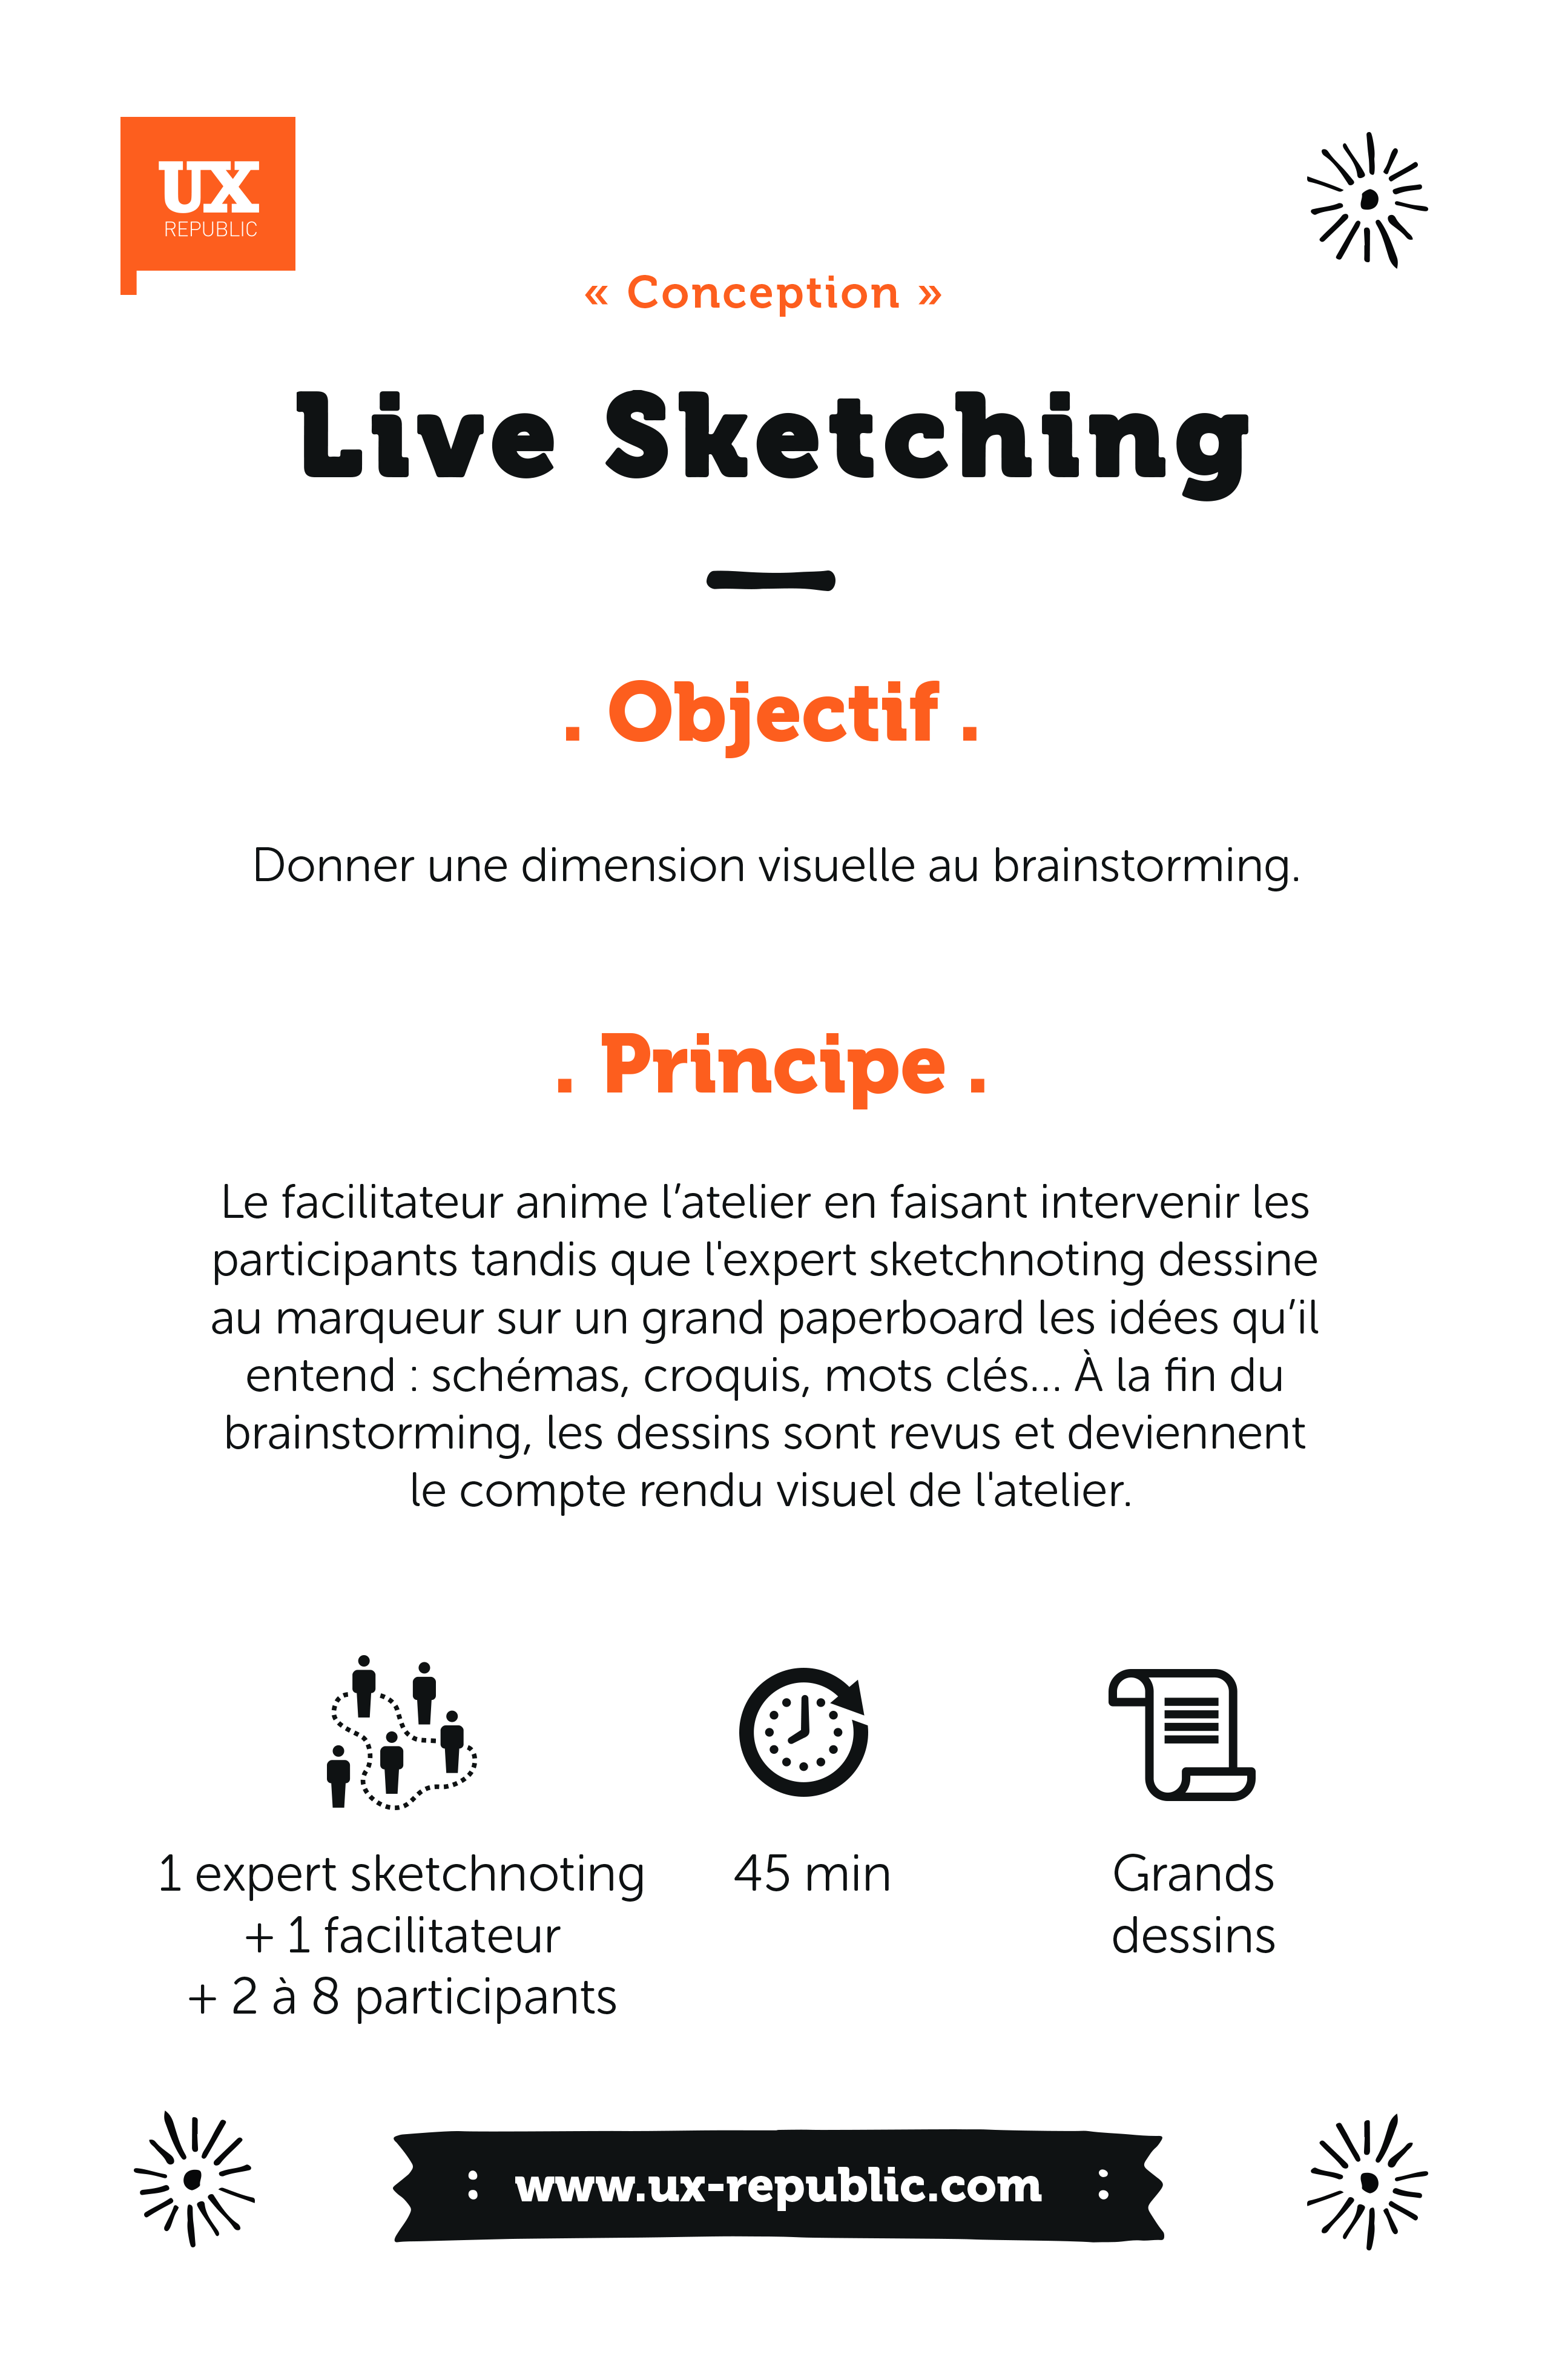 UX
REPUBLIC
« Conception »
Live Sketching
. Objectif .
Donner une dimension visuelle au brainstorming.
. Principe .
Le facilitateur anime l’atelier en faisant intervenir les
participants tandis que l'expert sketchnoting dessine
au marqueur sur un grand paperboard les idées qu’il
entend : schémas, croquis, mots clés... À la fin du
brainstorming, les dessins sont revus et deviennent
le compte rendu visuel de l'atelier.
1 expert sketchnoting
+ 1 facilitateur
+ 2 à 8 participants
45 min
Grands
dessins
: www.ux-republic.com :